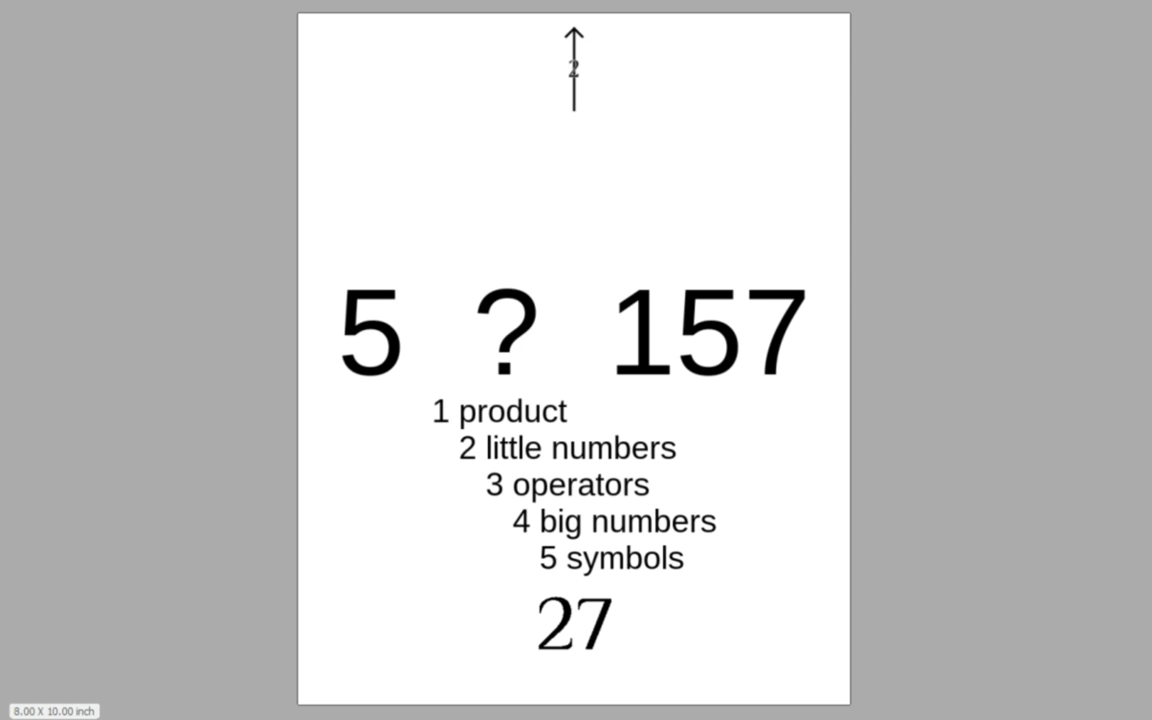 2
5 ? 157
1 product
2 little numbers
3 operators
4 big numbers
5 symbols
27
8.00 X 10.00 inch